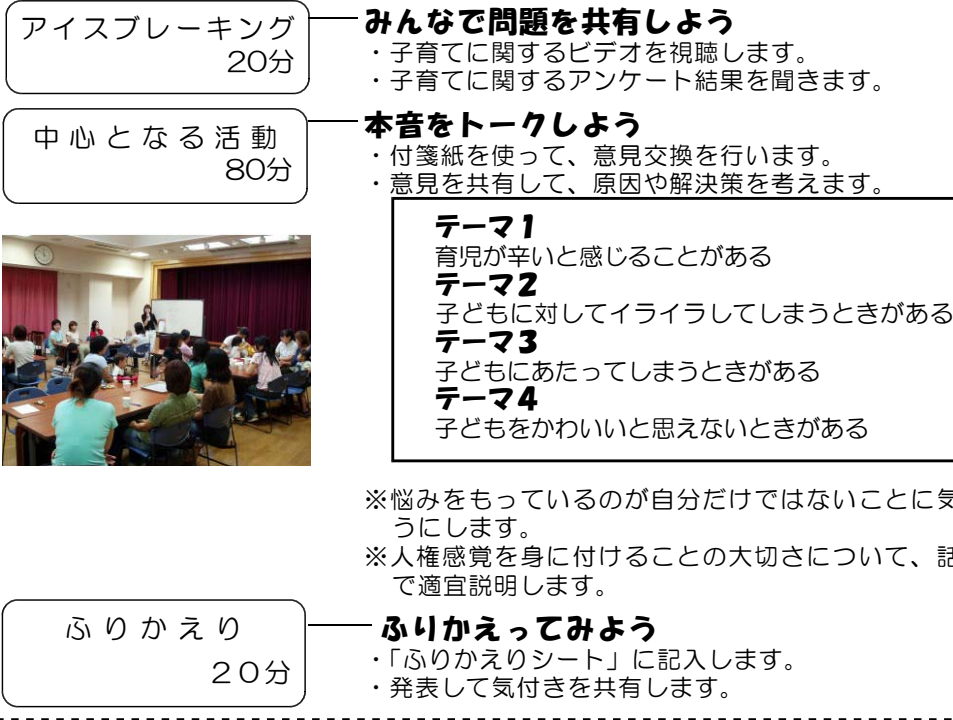 アイスブレーキング
20分
みんなで問題を共有しよう
・子育てに関するビデオを視聴します。
・子育てに関するアンケート結果を聞きます。
中心となる活動
80分
本音をトークしよう
・付箋紙を使って、意見交換を行います。
・意見を共有して、原因や解決策を考えます。
テーマ1
育児が辛いと感じることがある
テーマ2
子どもに対してイライラしてしまうときがある
テーマ3
子どもにあたってしまうときがある
テーマ4
子どもをかわいいと思えないときがある
※悩みをもっているのが自分だけではないことに気
うにします。
※人権感覚を身に付けることの大切さについて、話
で適宜説明します。
ふりかえり
20分
ふりかえってみよう
・「ふりかえりシート」に記入します。
・発表して気付きを共有します。